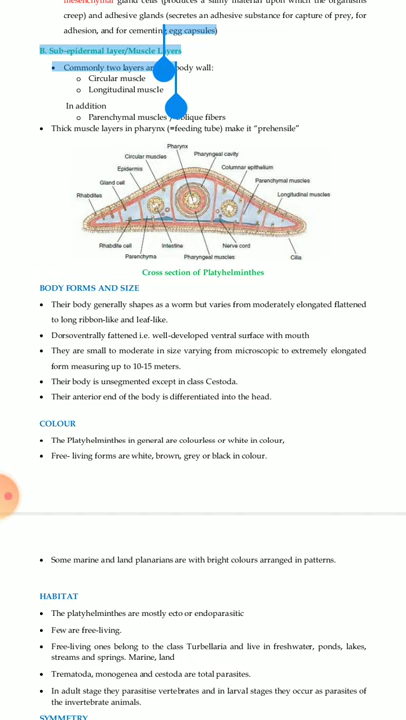 mesenchymal gland cells (produces a slimy material upon which the organisms
creep) and adhesive glands (secretes an adhesive substance for capture of prey, for
adhesion, and for cementing egg capsules)
B. Sub-epidermal layer/Muscle Layers
• Commonly two layers body wall:
o Circular muscle
o Longitudinal muscle
In addition
o Parenchymal muscles / oblique fibers
• Thick muscle layers in pharynx (=feeding tube) make it “prehensile”
Pharynx
Circular muscles
Pharyngeal cavity
Epidermis
Columnar epithelium
Gland cell
Parenchymal muscles
Rhabdites
Longitudinal muscles
Rhabdite cell
Intestine
Nerve cord
Parenchyma
Pharyngeal muscles
Cilia
Cross section of Platyhelminthes
BODY FORMS AND SIZE
• Their body generally shapes as a worm but varies from moderately elongated flattened
to long ribbon-like and leaf-like.
• Dorsoventrally fattened i.e. well-developed ventral surface with mouth
• They are small to moderate in size varying from microscopic to extremely elongated
form measuring up to 10-15 meters.
• Their body is unsegmented except in class Cestoda.
• Their anterior end of the body is differentiated into the head.
COLOUR
• The Platyhelminthes in general are colourless or white in colour,
• Free- living forms are white, brown, grey or black in colour.
• Some marine and land planarians are with bright colours arranged in patterns.
HABITAT
• The platyhelminthes are mostly ecto or endoparasitic
• Few are free-living.
• Free-living ones belong to the class Turbellaria and live in freshwater, ponds, lakes,
streams and springs. Marine, land
• Trematoda, monogenea and cestoda are total parasites.
• In adult stage they parasitise vertebrates and in larval stages they occur as parasites of
the invertebrate animals.
SYMMETRY